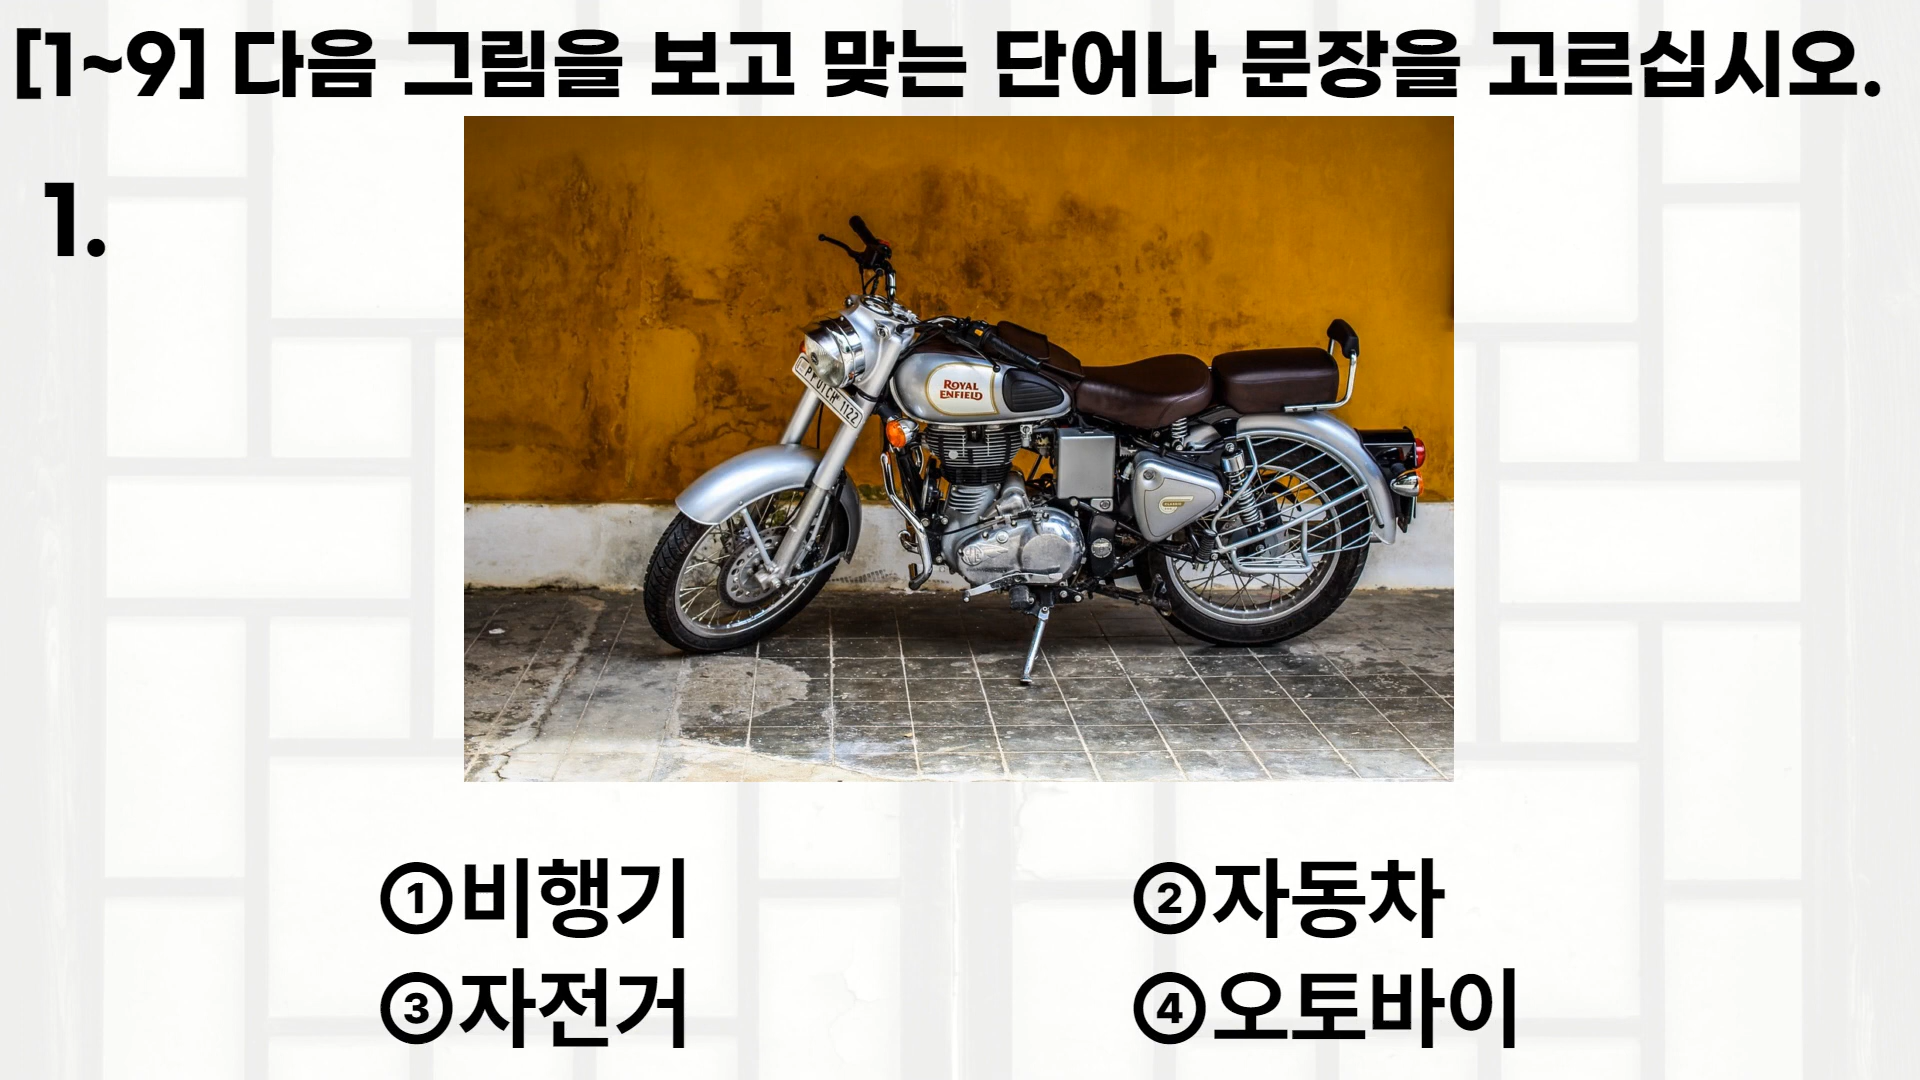 [1~9] 다음 그림을 보고 맞는 단어나 문장을 고르십시오.
1.
ROYAL
ENFIELD
①비행기
②자동차
③자전거
④오토바이